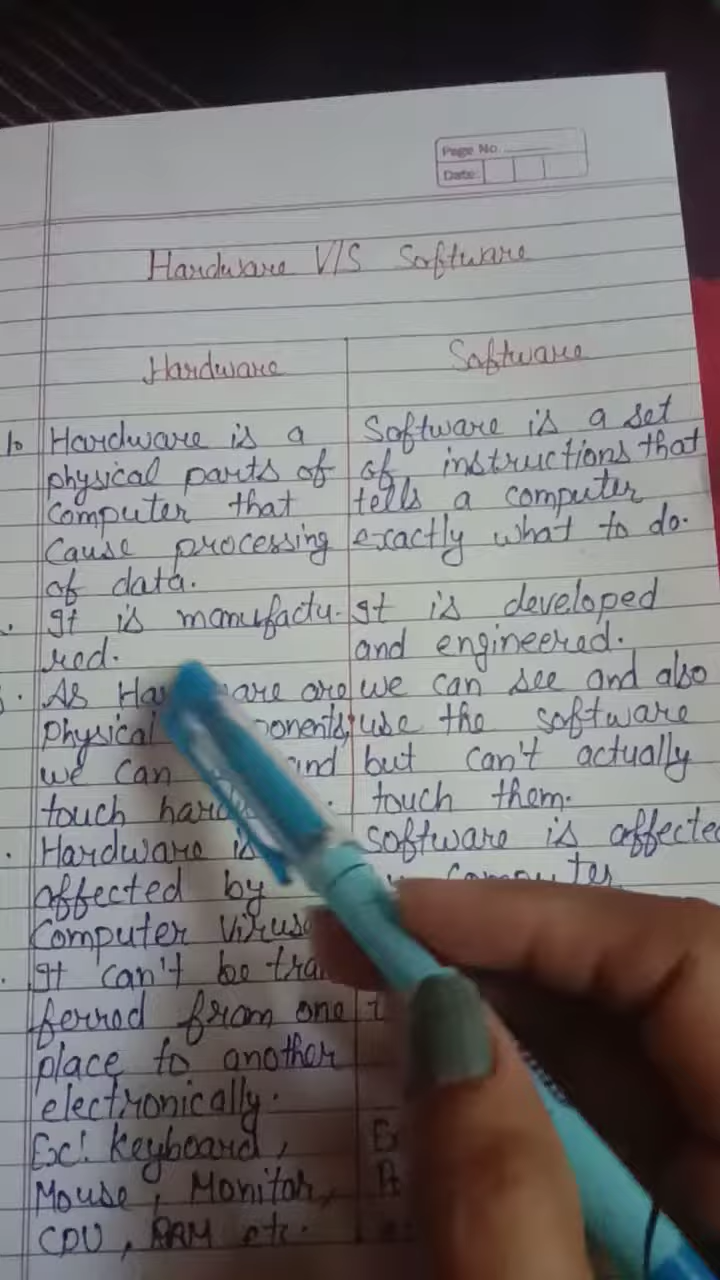 Page No.
Date:
Hardware V/S Software
Hardware
Software
1.
Hardware is a
physical parts of
Computer that
Cause processing
of data.
Software is a set
of instructions that
tells a computer
exactly what to do.
It is manufactu-
red.
It is developed
and engineered.
As are
Physical
we can and
touch
we can see and also
use the software
but can't actually
touch them.
Hardware
affected by
Computer
software is
Computer
It can't be
ferred from one
place to another
electronically.
Ex: Keyboard,
Mouse, Monitor,
CPU, RAM etc.